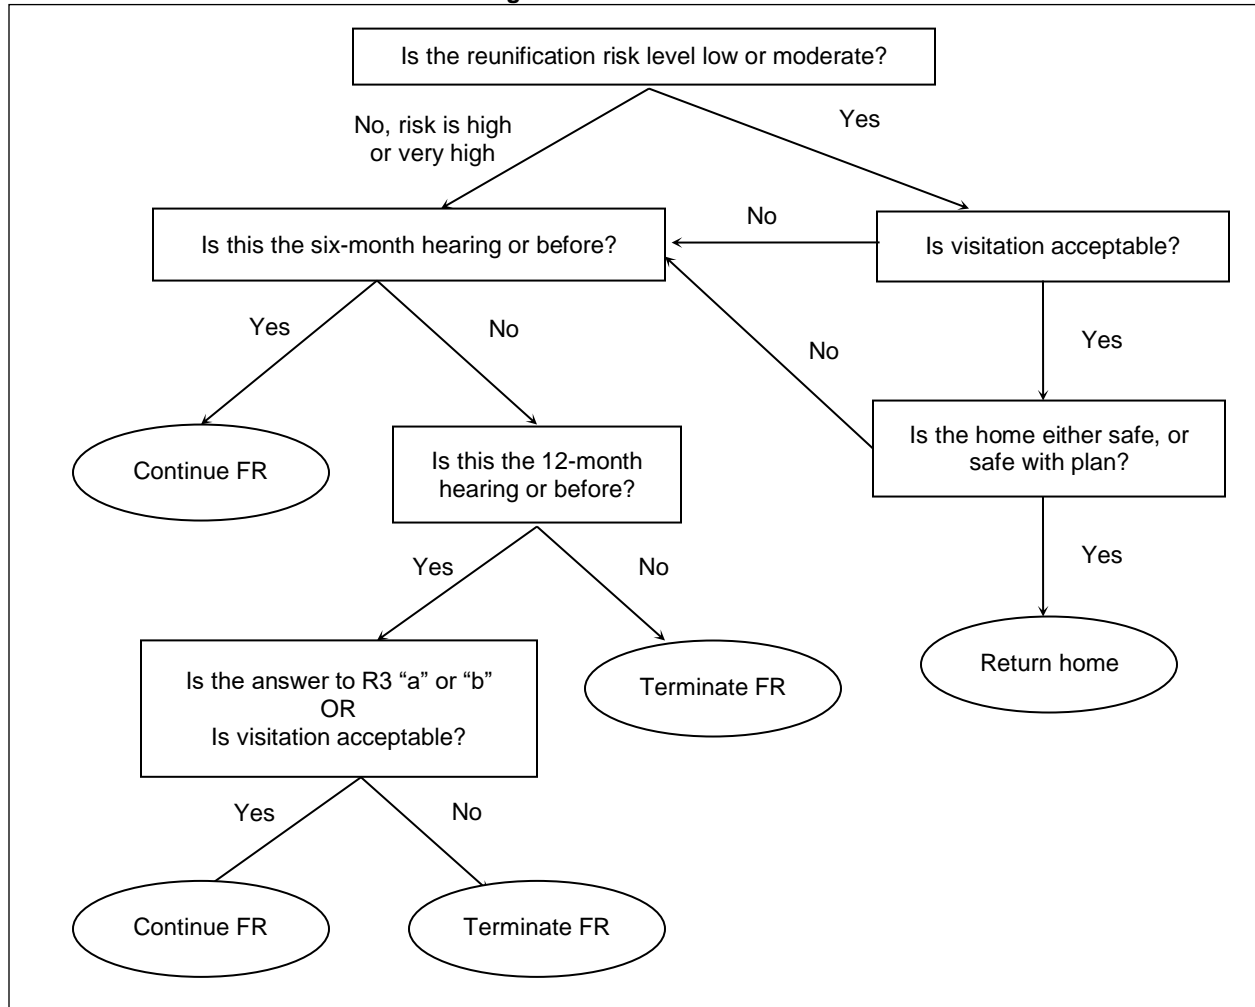 Is the reunification risk level low or moderate?
No, risk is high
or very high
Yes
Is this the six-month hearing or before?
No
Is visitation acceptable?
Yes
No
No
Yes
Continue FR
Is this the 12-month
hearing or before?
Is the home either safe, or
safe with plan?
Yes
No
Yes
Is the answer to R3 “a” or “b”
OR
Is visitation acceptable?
Terminate FR
Return home
Yes
No
Continue FR
Terminate FR